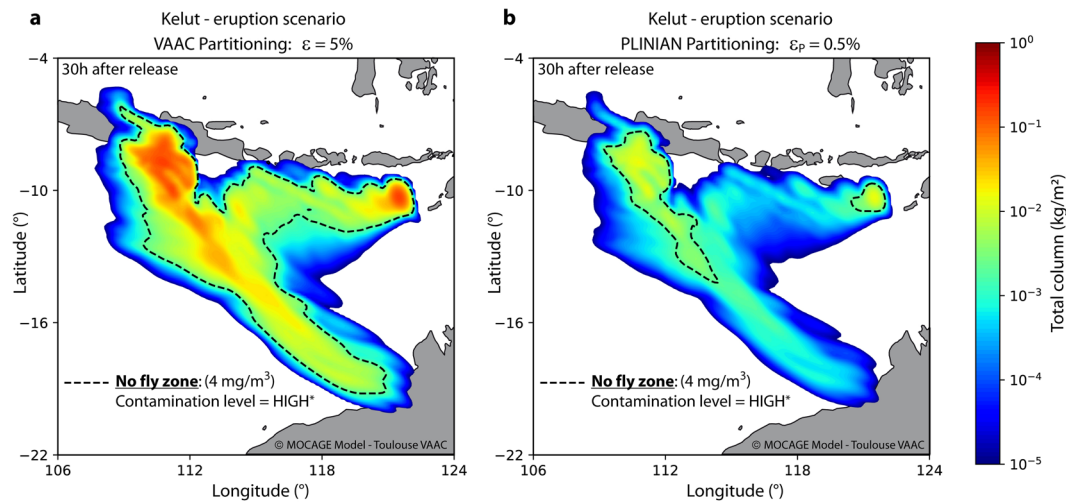 a
Kelut - eruption scenario
VAAC Partitioning: ε = 5%
30h after release
−4
−10
−16
−22
Latitude (°)
No fly zone: (4 mg/m³)
Contamination level = HIGH*
© MOCAGE Model - Toulouse VAAC
106
112
118
124
Longitude (°)
b
Kelut - eruption scenario
PLINIAN Partitioning: εP = 0.5%
30h after release
−4
−10
−16
−22
Latitude (°)
No fly zone: (4 mg/m³)
Contamination level = HIGH*
© MOCAGE Model - Toulouse VAAC
106
112
118
124
Longitude (°)
10⁰
10⁻¹
10⁻²
10⁻³
10⁻⁴
10⁻⁵
Total column (kg/m²)